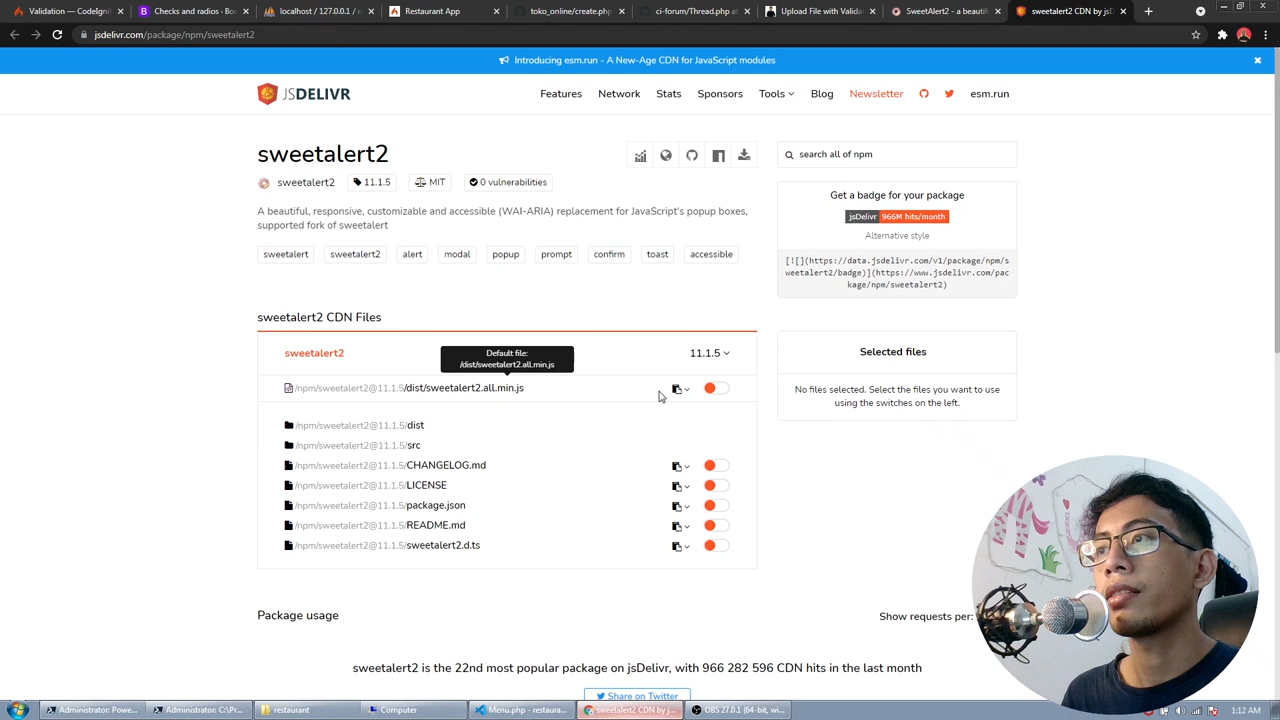 Validation — CodeIgnit
Checks and radios · Boo
localhost / 127.0.0.1 / r
Restaurant App
toko_online/create.php
ci-forum/Thread.php at
Upload File with Validat
SweetAlert2 - a beautif
sweetalert2 CDN by jsD
jsdelivr.com/package/npm/sweetalert2
Introducing esm.run - A New-Age CDN for JavaScript modules
JSDELIVR
Features
Network
Stats
Sponsors
Tools
Blog
Newsletter
esm.run
sweetalert2
search all of npm
sweetalert2
11.1.5
MIT
0 vulnerabilities
A beautiful, responsive, customizable and accessible (WAI-ARIA) replacement for JavaScript's popup boxes,
supported fork of sweetalert
sweetalert
sweetalert2
alert
modal
popup
prompt
confirm
toast
accessible
Get a badge for your package
jsDelivr 966M hits/month
Alternative style
[![](https://data.jsdelivr.com/v1/package/npm/s
weetalert2/badge)](https://www.jsdelivr.com/pac
kage/npm/sweetalert2)
sweetalert2 CDN Files
sweetalert2
11.1.5
Default file:
/dist/sweetalert2.all.min.js
/npm/sweetalert2@11.1.5/dist/sweetalert2.all.min.js
/npm/sweetalert2@11.1.5/dist
/npm/sweetalert2@11.1.5/src
/npm/sweetalert2@11.1.5/CHANGELOG.md
/npm/sweetalert2@11.1.5/LICENSE
/npm/sweetalert2@11.1.5/package.json
/npm/sweetalert2@11.1.5/README.md
/npm/sweetalert2@11.1.5/sweetalert2.d.ts
Selected files
No files selected. Select the files you want to use
using the switches on the left.
Package usage
Show requests per:
sweetalert2 is the 22nd most popular package on jsDelivr, with 966 282 596 CDN hits in the last month
Share on Twitter
Administrator: Powe...
Administrator: C:\Pr...
restaurant
Computer
Menu.php - restaura...
sweetalert2 CDN by j...
OBS 27.0.1 (64-bit, wi...
1:12 AM